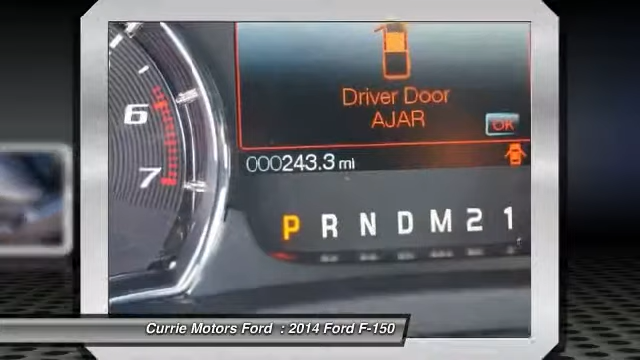 Driver Door
AJAR
OK
6
7
000243.3 mi
P R N D M 2 1
Currie Motors Ford : 2014 Ford F-150